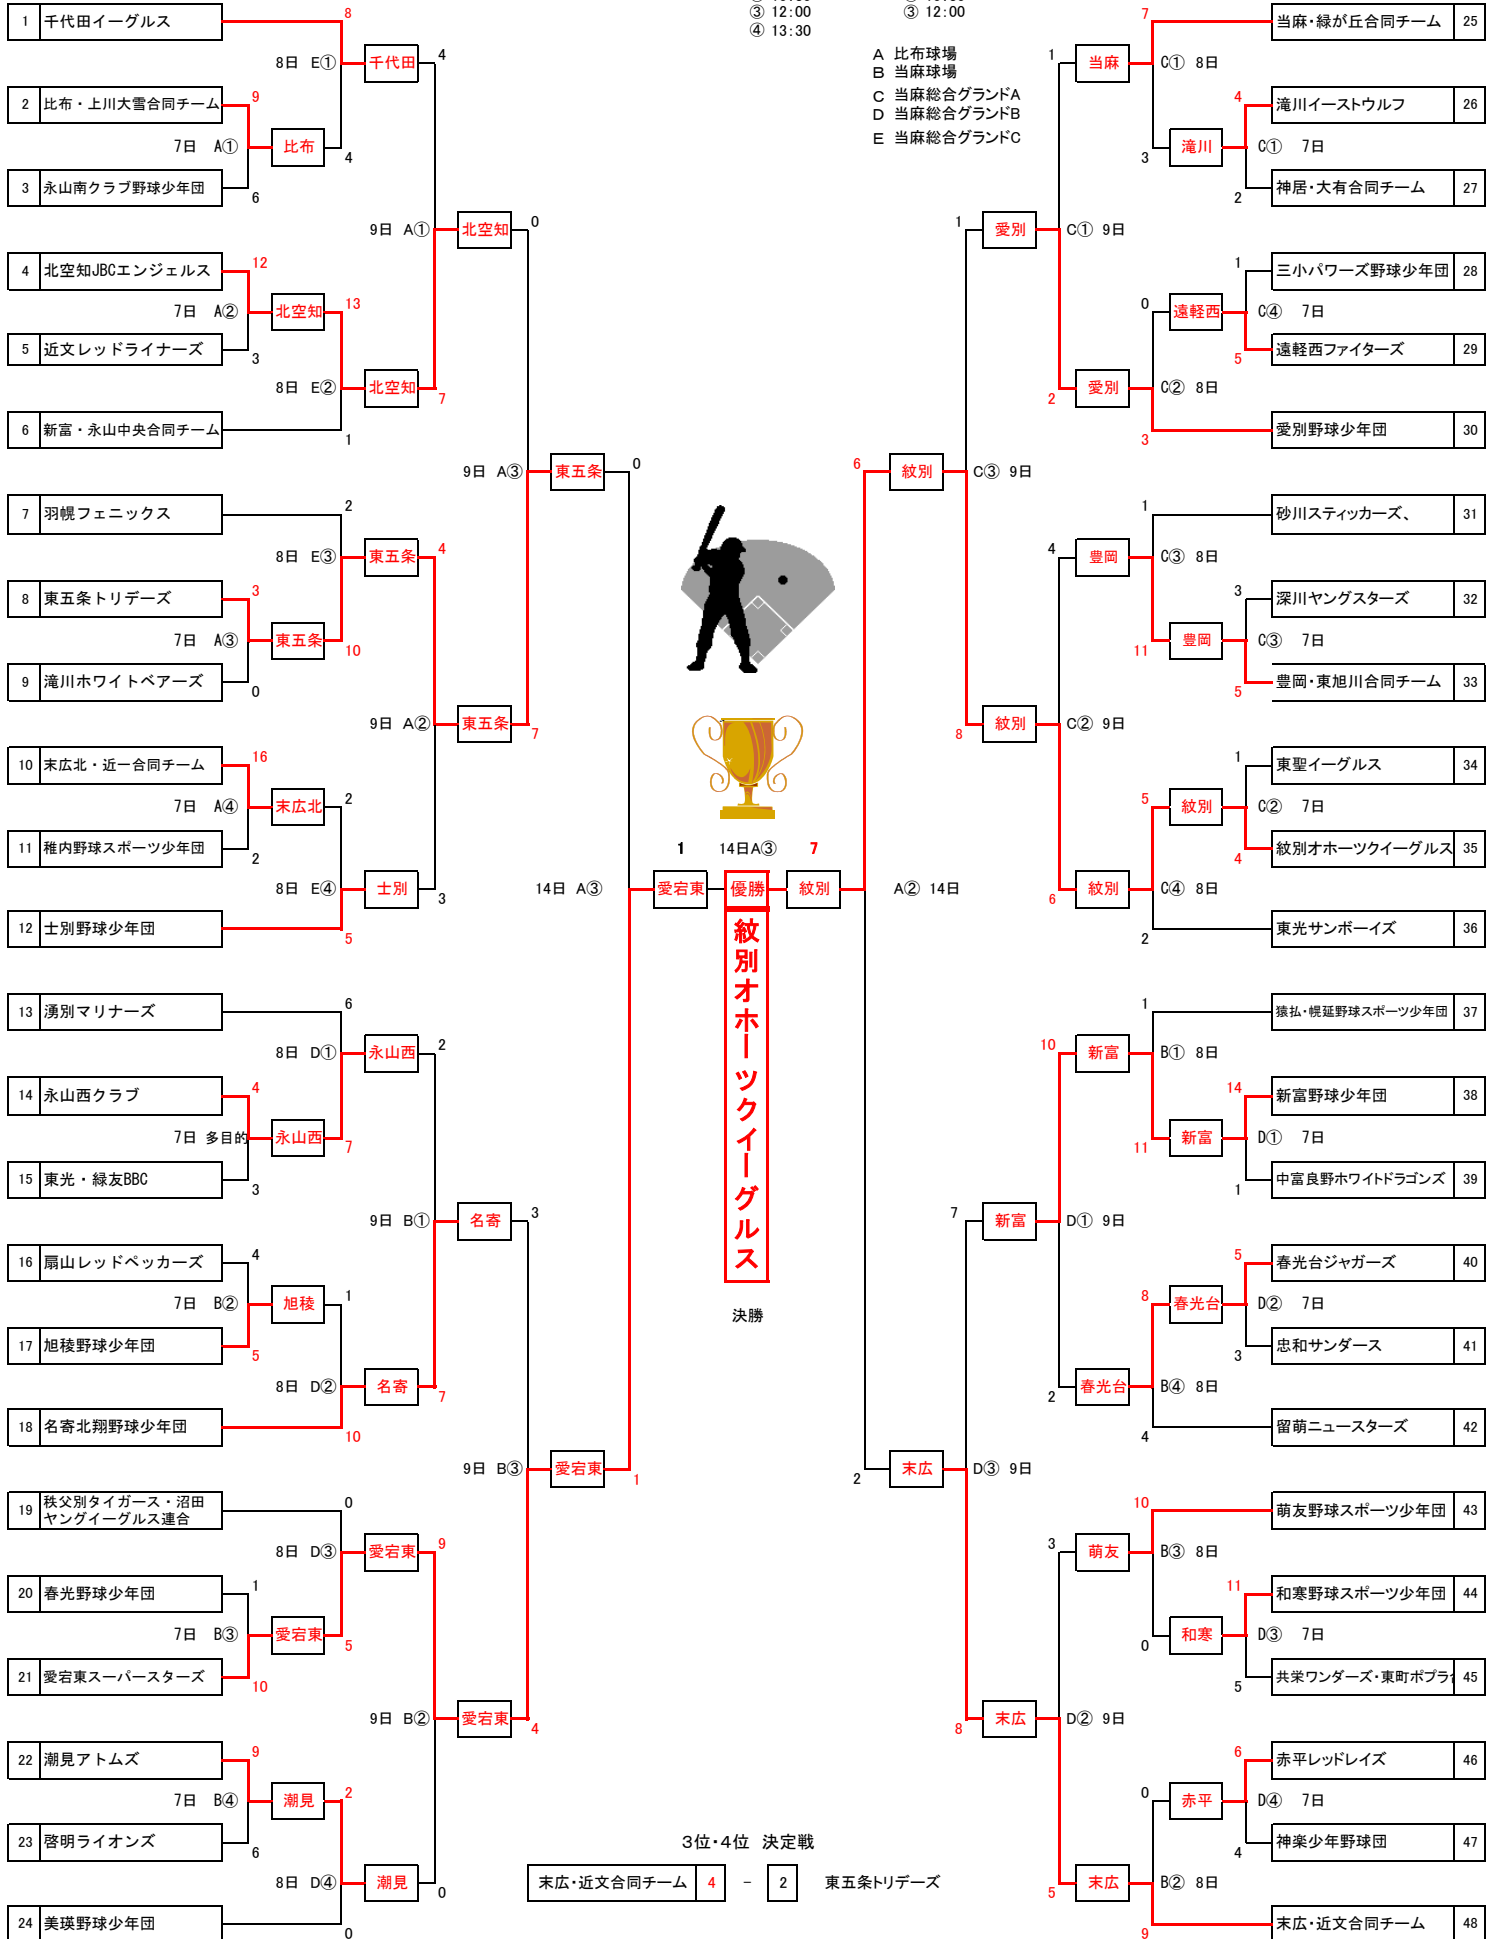 ③ 12:00
③ 12:00
④ 13:30
A 比布球場
B 当麻球場
C 当麻総合グランドA
D 当麻総合グランドB
E 当麻総合グランドC
1 千代田イーグルス 8
8日 E① 千代田 4
2 比布・上川大雪合同チーム 9
7日 A① 比布 4
3 永山南クラブ野球少年団 6
9日 A① 北空知 0
4 北空知JBCエンジェルス 12
7日 A② 北空知 13
5 近文レッドライナーズ 3
8日 E② 北空知 7
6 新富・永山中央合同チーム 1
9日 A③ 東五条 0
7 羽幌フェニックス 2
8日 E③ 東五条 4
8 東五条トリデーズ 3
7日 A③ 東五条 10
9 滝川ホワイトベアーズ 0
9日 A② 東五条 7
10 末広北・近一合同チーム 16
7日 A④ 末広北 2
11 稚内野球スポーツ少年団 2
8日 E④ 士別 3
12 士別野球少年団 5
14日 A③ 愛宕東
13 湧別マリナーズ 6
8日 D① 永山西 2
14 永山西クラブ 4
7日 多目的 永山西 7
15 東光・緑友BBC 3
9日 B① 名寄 3
16 扇山レッドペッカーズ 4
7日 B② 旭稜 1
17 旭稜野球少年団 5
8日 D② 名寄 7
18 名寄北翔野球少年団 10
9日 B③ 愛宕東 1
19 秩父別タイガース・沼田
ヤングイーグルス連合 0
8日 D③ 愛宕東 9
20 春光野球少年団 1
7日 B③ 愛宕東 5
21 愛宕東スーパースターズ 10
9日 B② 愛宕東 4
22 潮見アトムズ 9
7日 B④ 潮見 2
23 啓明ライオンズ 6
8日 D④ 潮見 0
24 美瑛野球少年団 0
1 14日A③ 7
優勝
紋別オホーツクイーグルス
決勝
7 当麻・緑が丘合同チーム 25
1 当麻 C① 8日
4 滝川イーストウルフ 26
3 滝川 C① 7日
2 神居・大有合同チーム 27
1 愛別 C① 9日
1 三小パワーズ野球少年団 28
0 遠軽西 C④ 7日
5 遠軽西ファイターズ 29
2 愛別 C② 8日
3 愛別野球少年団 30
6 紋別 C③ 9日
1 砂川スティッカーズ、 31
4 豊岡 C③ 8日
3 深川ヤングスターズ 32
11 豊岡 C③ 7日
5 豊岡・東旭川合同チーム 33
8 紋別 C② 9日
1 東聖イーグルス 34
5 紋別 C② 7日
4 紋別オホーツクイーグルス 35
6 紋別 C④ 8日
2 東光サンボーイズ 36
紋別 A② 14日
1 猿払・幌延野球スポーツ少年団 37
10 新富 B① 8日
14 新富野球少年団 38
11 新富 D① 7日
1 中富良野ホワイトドラゴンズ 39
7 新富 D① 9日
5 春光台ジャガーズ 40
8 春光台 D② 7日
3 忠和サンダース 41
2 春光台 B④ 8日
4 留萌ニュースターズ 42
2 末広 D③ 9日
10 萌友野球スポーツ少年団 43
3 萌友 B③ 8日
11 和寒野球スポーツ少年団 44
0 和寒 D③ 7日
5 共栄ワンダーズ・東町ポプラ 45
8 末広 D② 9日
6 赤平レッドレイズ 46
0 赤平 D④ 7日
4 神楽少年野球団 47
5 末広 B② 8日
9 末広・近文合同チーム 48
3位・4位 決定戦
末広・近文合同チーム 4 - 2 東五条トリデーズ